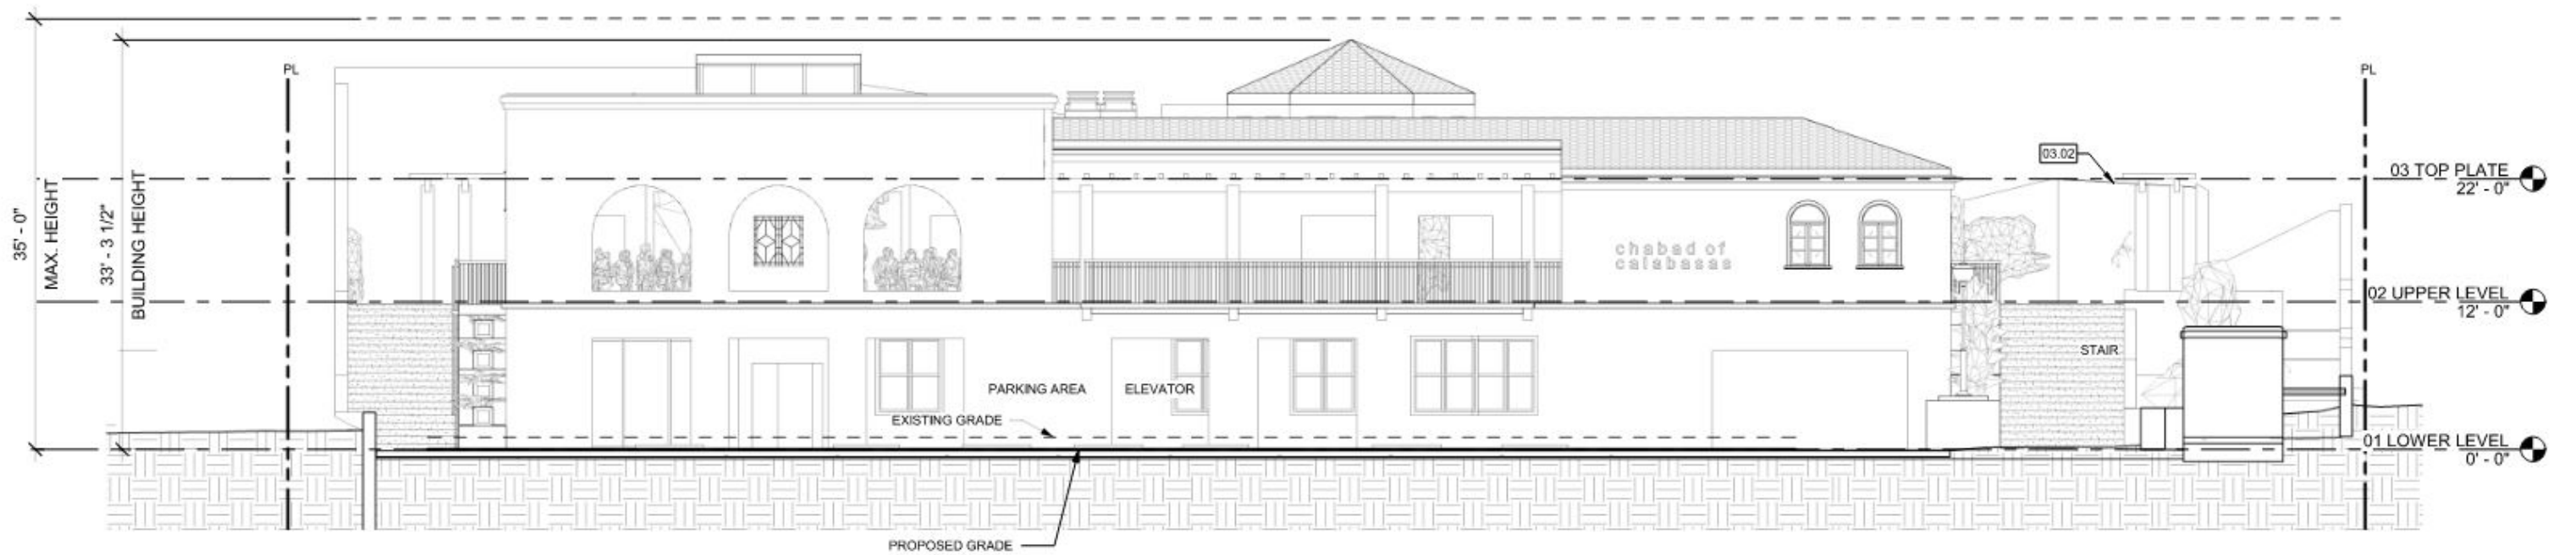 PL
PL
35' - 0"
MAX. HEIGHT
33' - 3 1/2"
BUILDING HEIGHT
03.02
03 TOP PLATE
22' - 0"
chabad of
calabasas
02 UPPER LEVEL
12' - 0"
STAIR
PARKING AREA
ELEVATOR
EXISTING GRADE
01 LOWER LEVEL
0' - 0"
PROPOSED GRADE